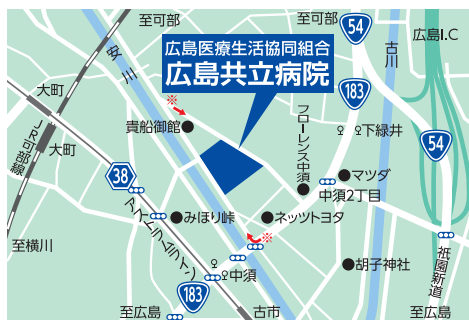 至可部
至可部
54
古川
広島I.C
安川
広島医療生活協同組合
広島共立病院
183
大町
※
貴船御館
フローレンス中須
下緑井
JR可部線
大町
38
54
マツダ
中須2丁目
アストラムライン
みほり峠
ネッツトヨタ
※
至横川
中須
胡子神社
祇園新道
183
至広島
古市
至広島